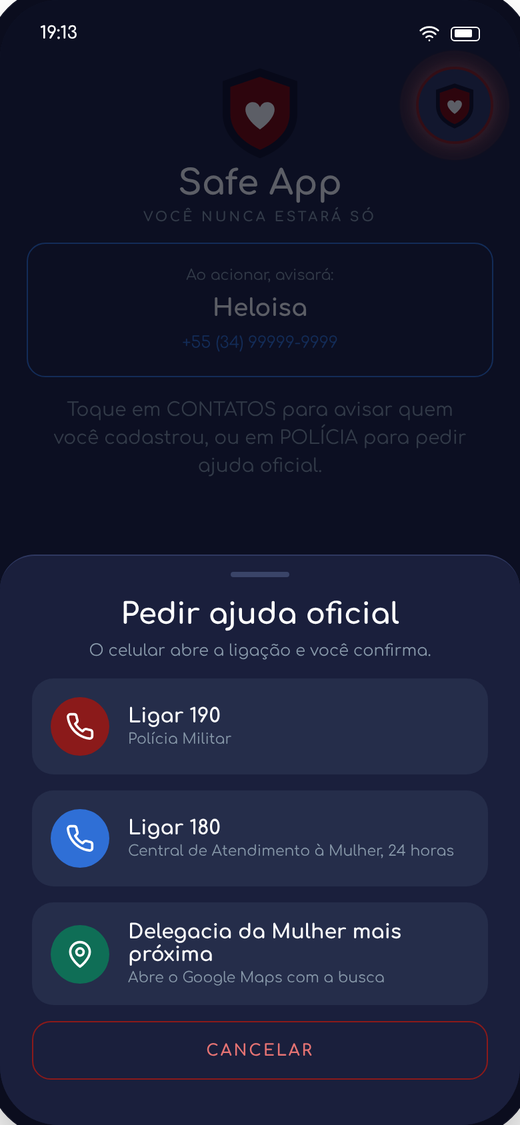 19:13
Safe App
VOCÊ NUNCA ESTARÁ SÓ
Ao acionar, avisará:
Heloisa
+55 (34) 99999-9999
Toque em CONTATOS para avisar quem
você cadastrou, ou em POLÍCIA para pedir
ajuda oficial.
Pedir ajuda oficial
O celular abre a ligação e você confirma.
Ligar 190
Polícia Militar
Ligar 180
Central de Atendimento à Mulher, 24 horas
Delegacia da Mulher mais
próxima
Abre o Google Maps com a busca
CANCELAR